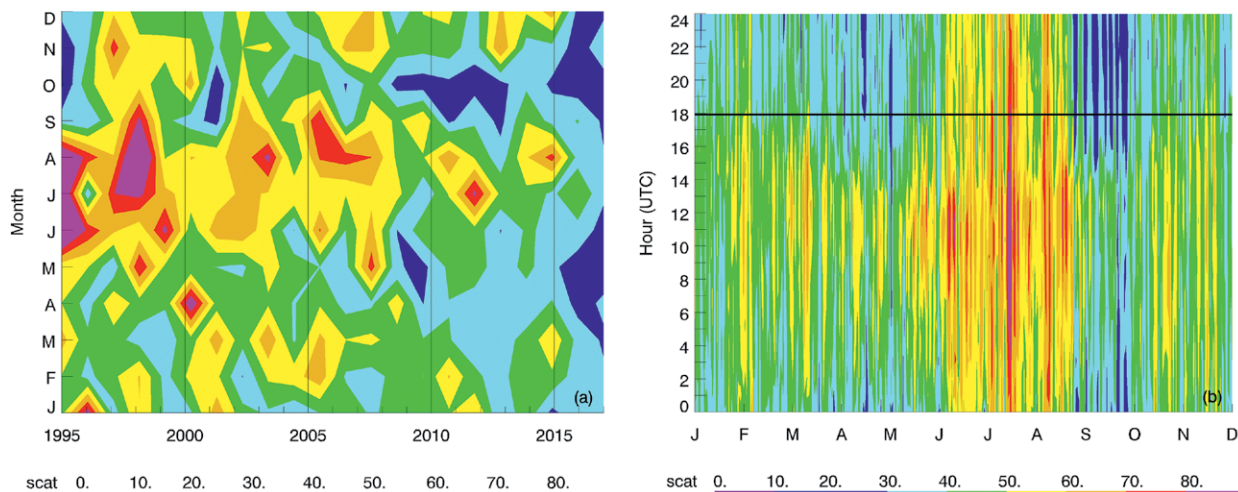 D
N
O
S
A
J
J
M
A
M
F
J
Month
(a)
1995 2000 2005 2010 2015
scat 0. 10. 20. 30. 40. 50. 60. 70. 80.
24
22
20
18
16
14
12
10
8
6
4
2
0
Hour (UTC)
(b)
J F M A M J J A S O N D
scat 0. 10. 20. 30. 40. 50. 60. 70. 80.